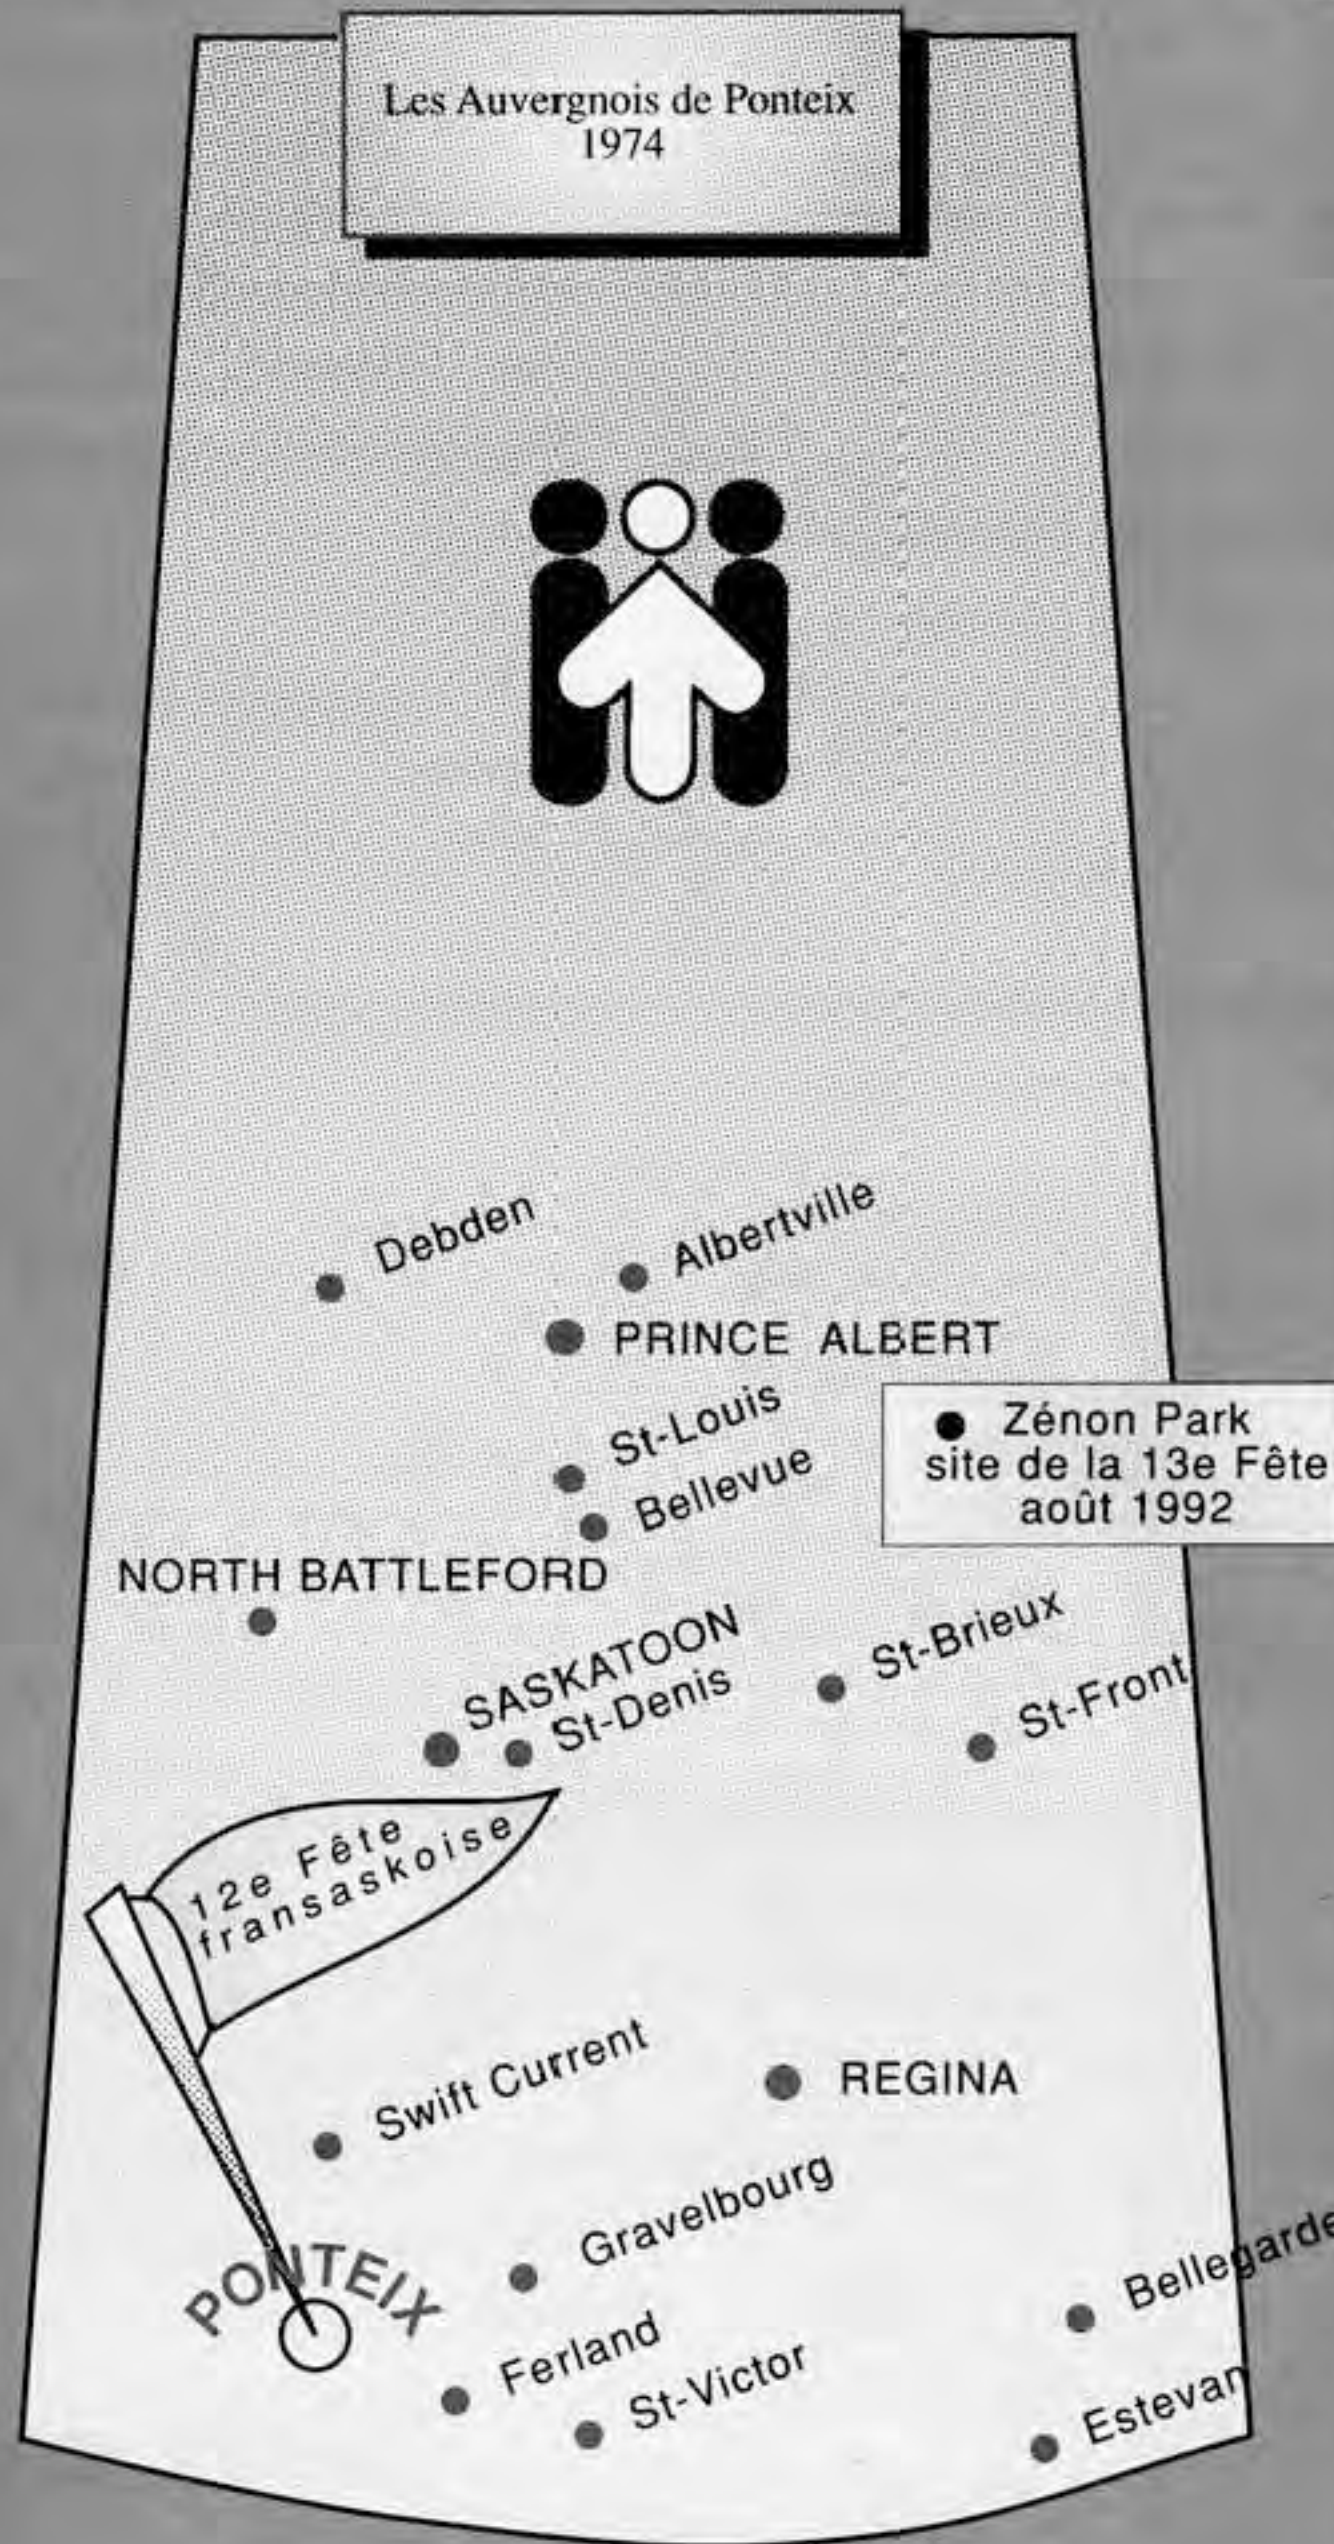 Les Auvergnois de Ponteix
1974
Debden
Albertville
PRINCE ALBERT
St-Louis
● Zénon Park
site de la 13e Fête
août 1992
Bellevue
NORTH BATTLEFORD
SASKATOON
St-Denis
St-Brieux
St-Front
12e Fête
fransaskoise
Swift Current
REGINA
Gravelbourg
PONTEIX
Bellegarde
Ferland
St-Victor
Estevan